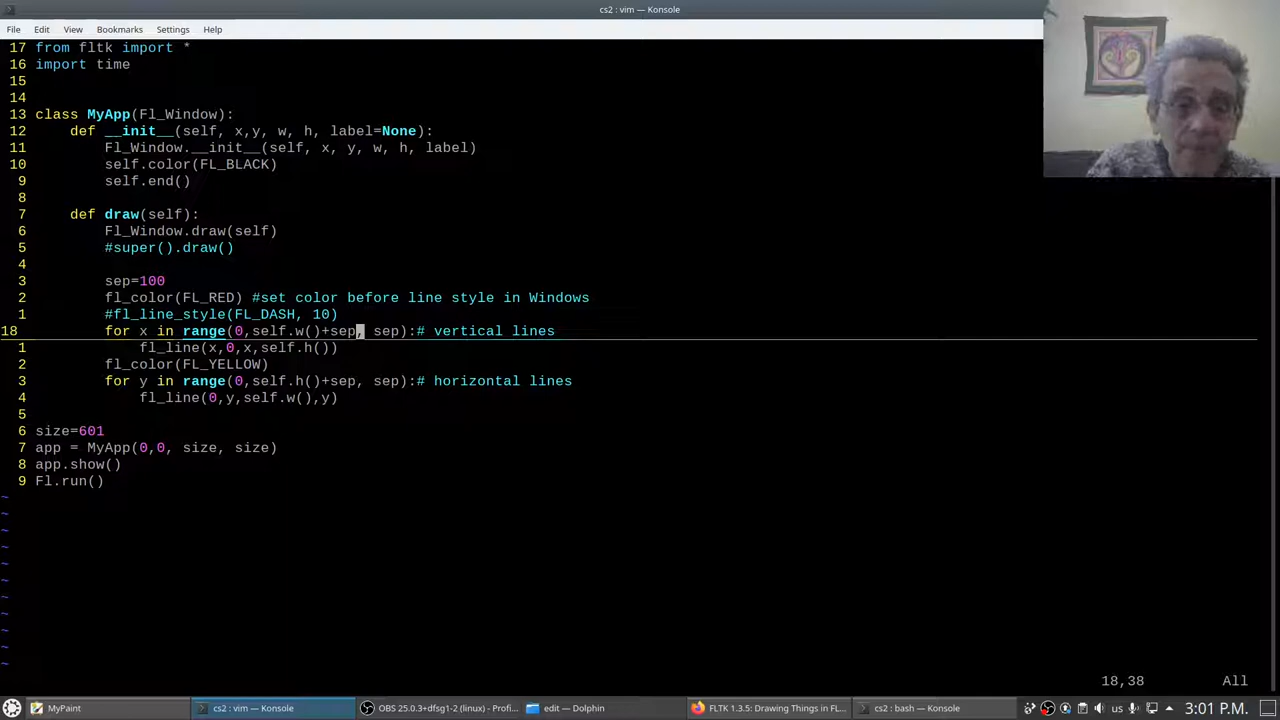 cs2 : vim — Konsole
File Edit View Bookmarks Settings Help
17 from fltk import *
16 import time
15
14
13 class MyApp(Fl_Window):
12     def __init__(self, x,y, w, h, label=None):
11         Fl_Window.__init__(self, x, y, w, h, label)
10         self.color(FL_BLACK)
9         self.end()
8
7     def draw(self):
6         Fl_Window.draw(self)
5         #super().draw()
4
3         sep=100
2         fl_color(FL_RED) #set color before line style in Windows
1         #fl_line_style(FL_DASH, 10)
18         for x in range(0,self.w()+sep, sep):# vertical lines
1             fl_line(x,0,x,self.h())
2         fl_color(FL_YELLOW)
3         for y in range(0,self.h()+sep, sep):# horizontal lines
4             fl_line(0,y,self.w(),y)
5
6 size=601
7 app = MyApp(0,0, size, size)
8 app.show()
9 Fl.run()
~
~
~
~
~
~
~
~
~
~
~
18,38 All
MyPaint cs2 : vim — Konsole OBS 25.0.3+dfsg1-2 (linux) - Profi... edit — Dolphin FLTK 1.3.5: Drawing Things in FL... cs2 : bash — Konsole us 3:01 P.M.